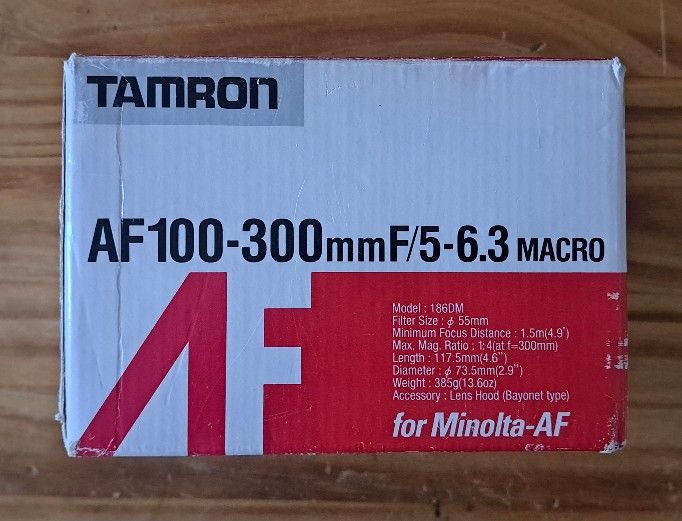 TAMRON
AF100-300mmF/5-6.3 MACRO
AF
Model : 186DM
Filter Size : ϕ 55mm
Minimum Focus Distance : 1.5m(4.9')
Max. Mag. Ratio : 1:4(at f=300mm)
Length : 117.5mm(4.6")
Diameter : ϕ 73.5mm(2.9")
Weight : 385g(13.6oz)
Accessory : Lens Hood (Bayonet type)
for Minolta-AF